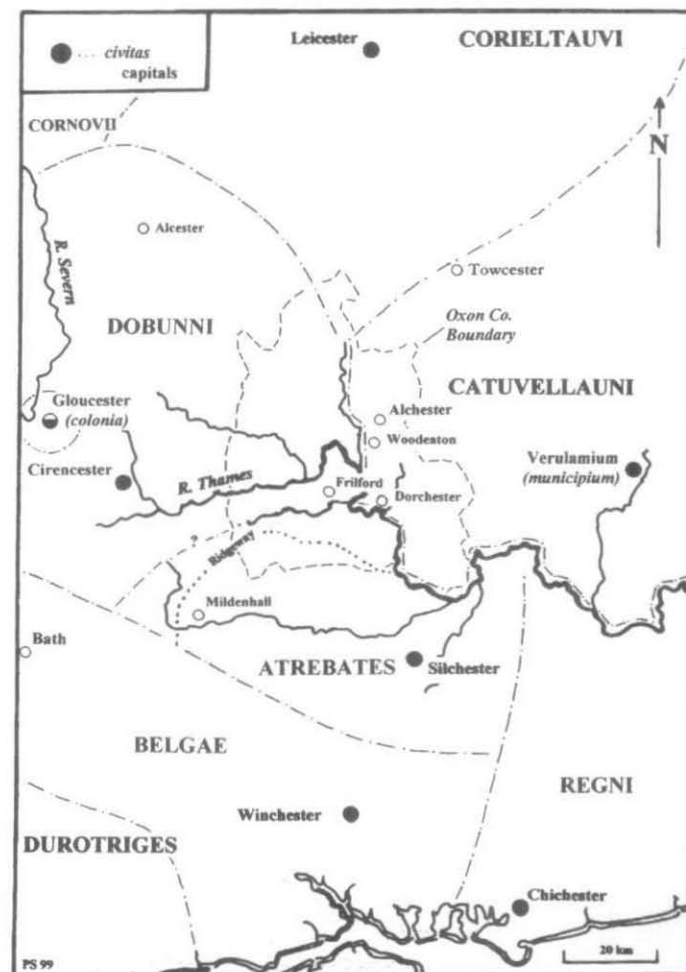 ... civitas
capitals
Leicester
CORIELTAUVI
CORNOVII
N
R. Severn
Alcester
Towcester
DOBUNNI
Oxon Co.
Boundary
CATUVELLAUNI
Gloucester
(colonia)
Alchester
Woodeaton
Cirencester
R. Thames
Frilford
Dorchester
Verulamium
(municipium)
?
Ridgeway
Mildenhall
Bath
ATREBATES
Silchester
BELGAE
REGNI
Winchester
DUROTRIGES
Chichester
PS 99
20 km